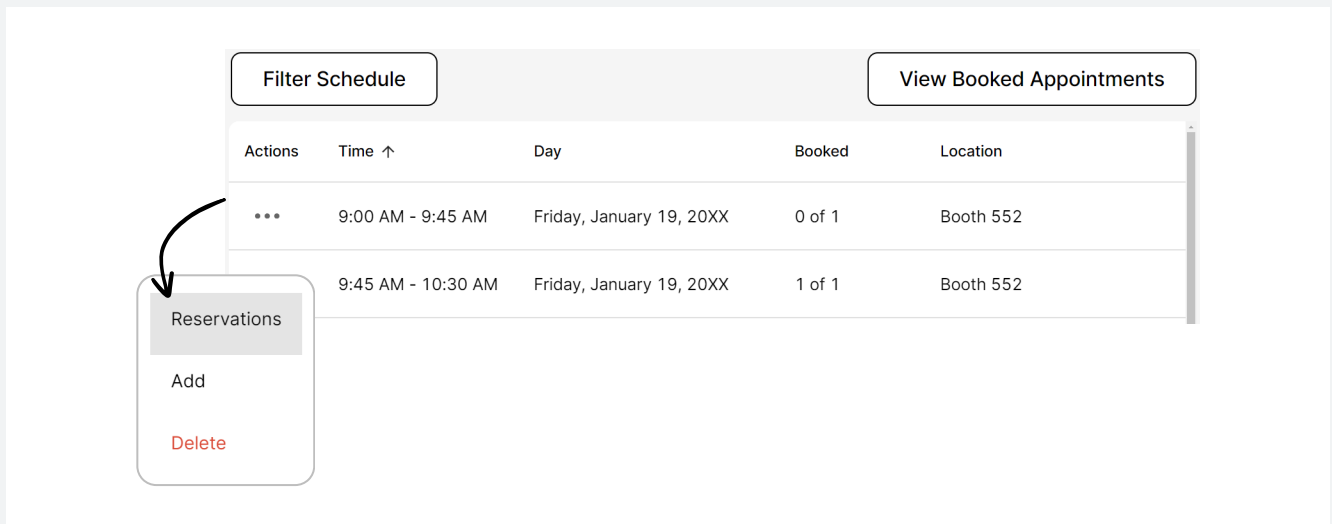 Filter Schedule View Booked Appointments
Actions Time Day Booked Location
9:00 AM - 9:45 AM Friday, January 19, 20XX 0 of 1 Booth 552
9:45 AM - 10:30 AM Friday, January 19, 20XX 1 of 1 Booth 552
Reservations
Add
Delete